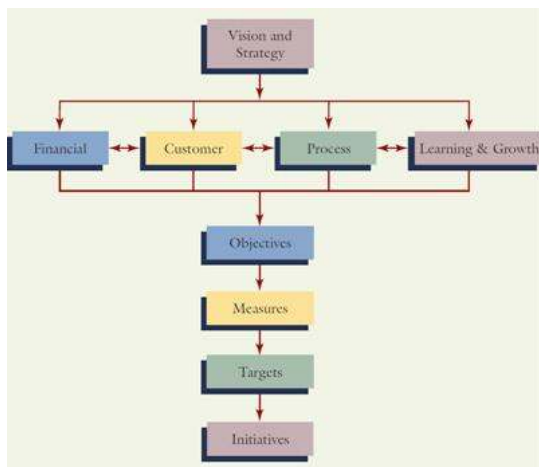 Vision and
Strategy
Financial
Customer
Process
Learning & Growth
Objectives
Measures
Targets
Initiatives